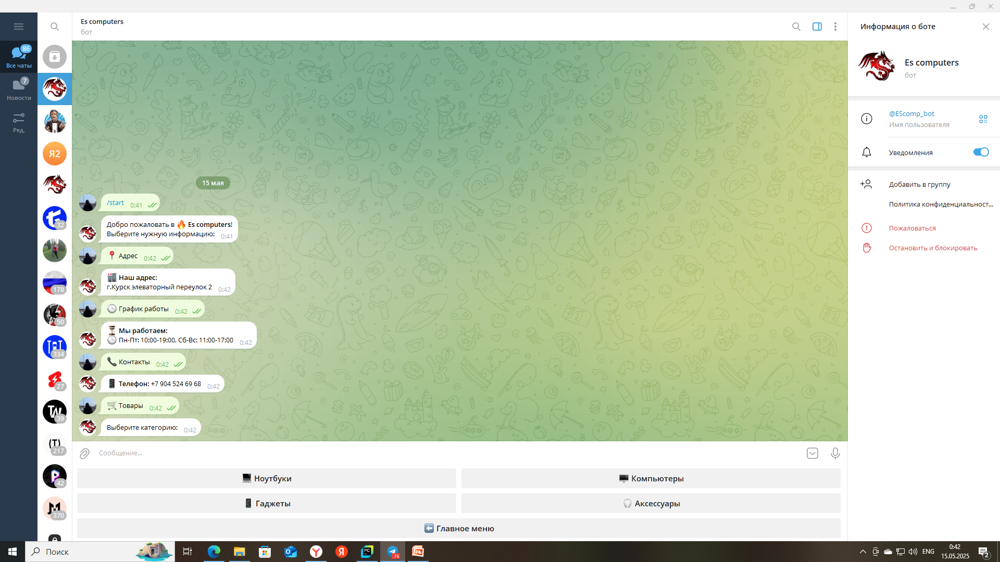 Es computers
бот
Информация о боте
86
Все чаты
7
Новости
Ред.
Я2
32
178
50
334
27
39
217
42
370
15 мая
/start 0:41
Добро пожаловать в 🔥 Es computers!
Выберите нужную информацию: 0:41
📍 Адрес 0:42
🏢 Наш адрес:
г.Курск элеваторный переулок 2 0:42
🕒 График работы 0:42
⏳ Мы работаем:
🕒 Пн-Пт: 10:00-19:00, Сб-Вс: 11:00-17:00 0:42
📞 Контакты 0:42
📱 Телефон: +7 904 524 69 68 0:42
🛒 Товары 0:42
Выберите категорию: 0:42
Сообщение...
💻 Ноутбуки
🖥️ Компьютеры
📱 Гаджеты
🎧 Аксессуары
⬅️ Главное меню
Es computers
бот
@EScomp_bot
Имя пользователя
Уведомления
Добавить в группу
Политика конфиденциальност...
Пожаловаться
Остановить и блокировать
Поиск
Я
PC
.76
ENG
0:42
15.05.2025
2